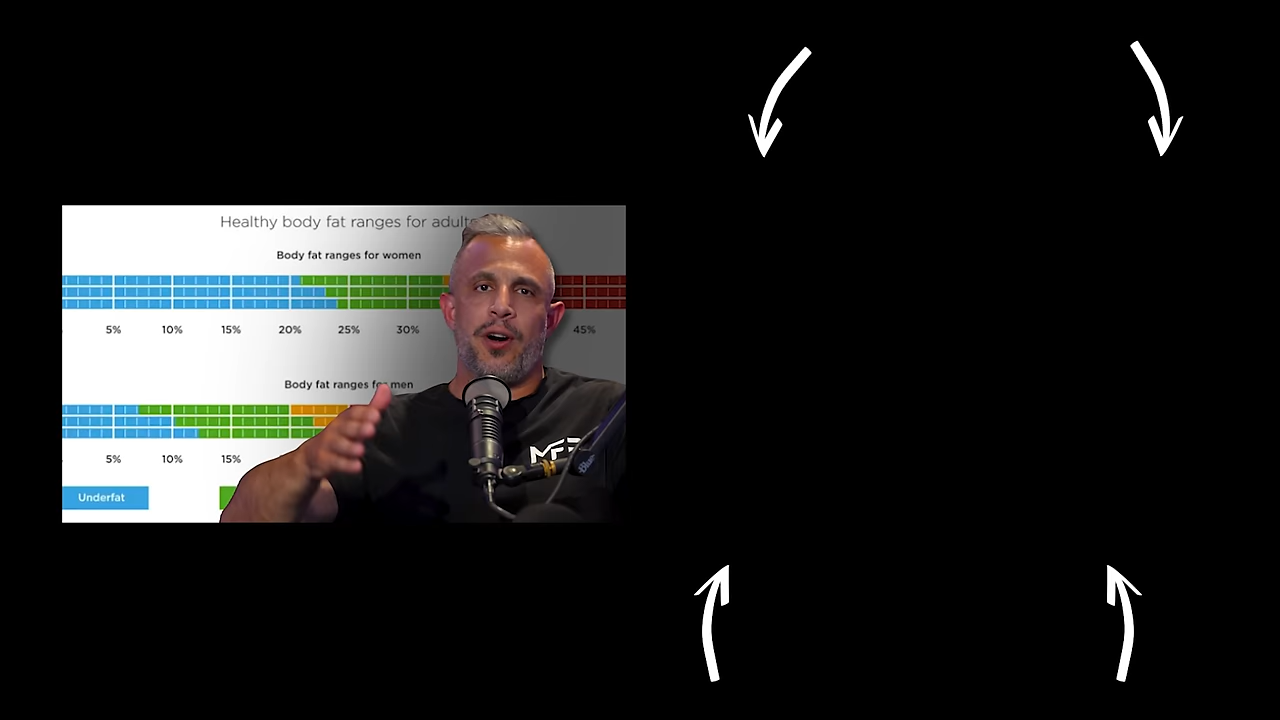 Healthy body fat ranges for adults
Body fat ranges for women
5% 10% 15% 20% 25% 30% 45%
Body fat ranges for men
5% 10% 15%
Underfat